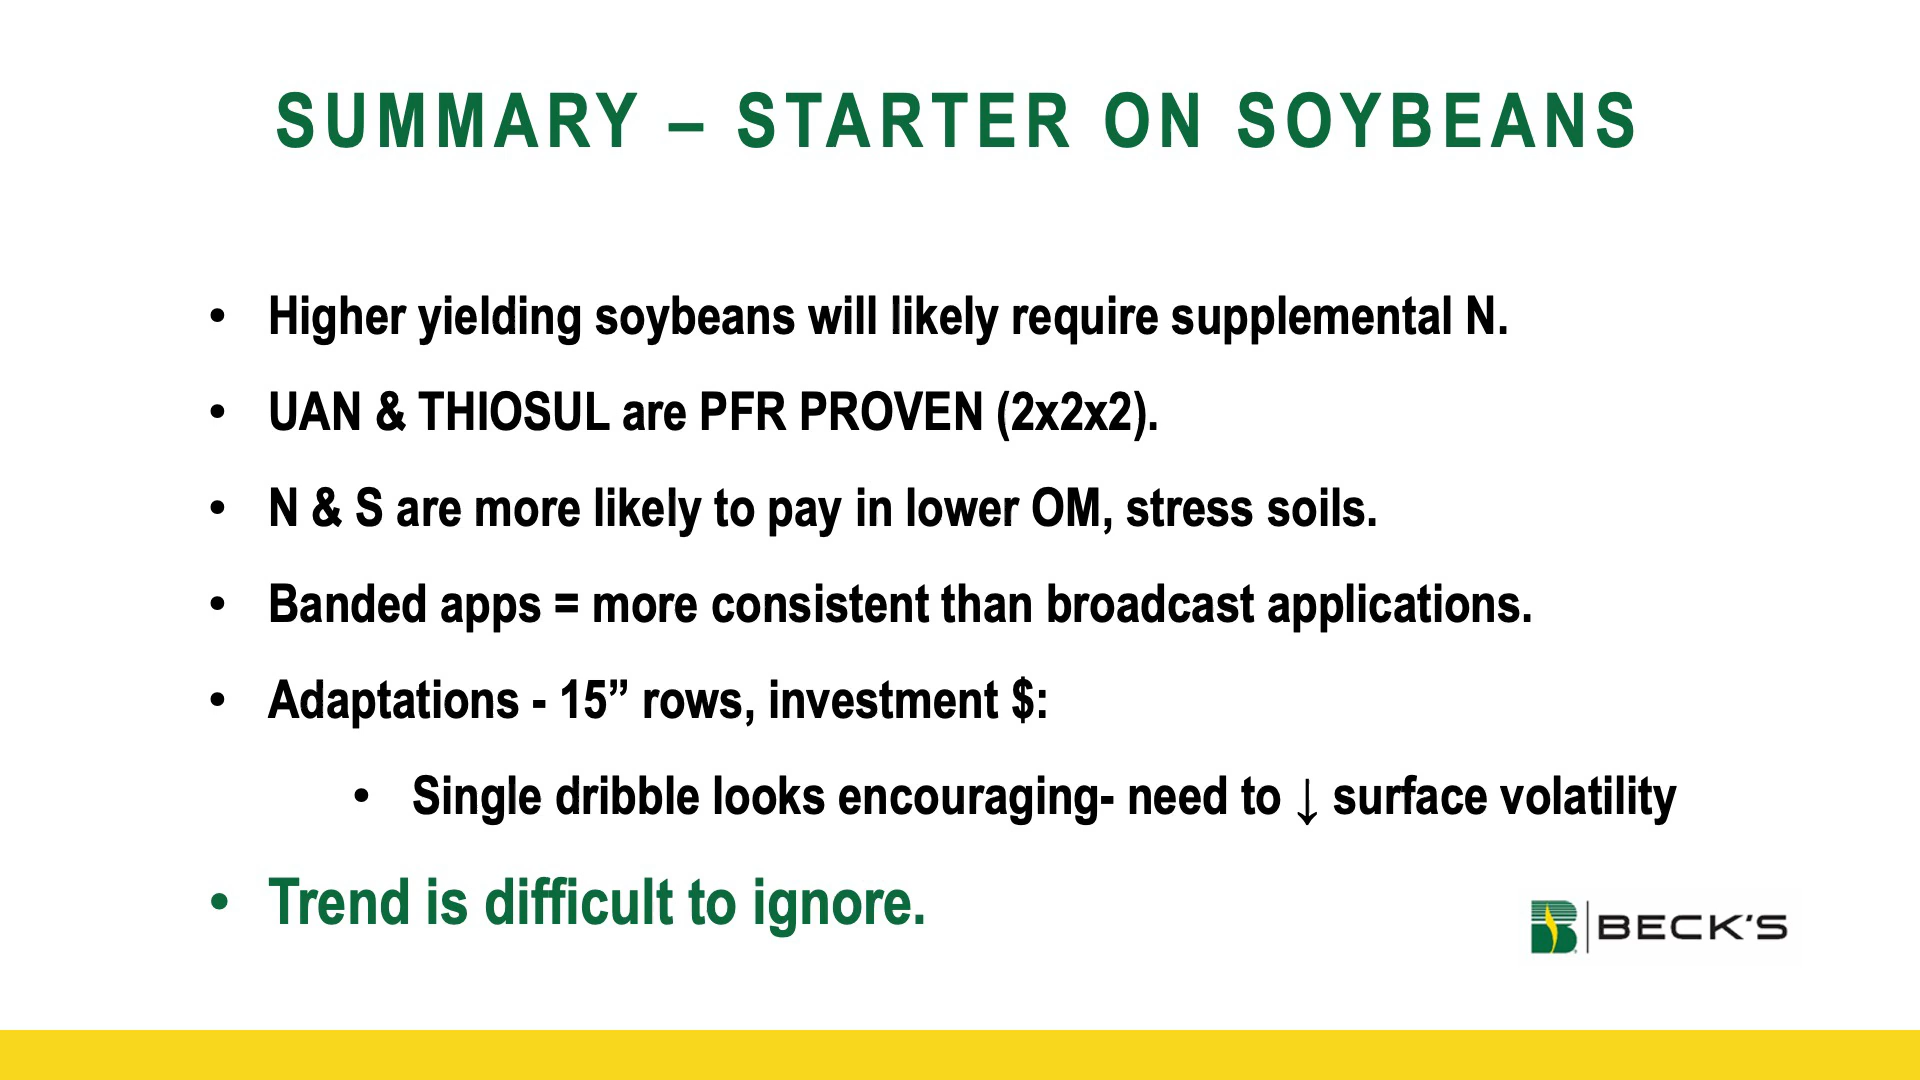 SUMMARY – STARTER ON SOYBEANS
• Higher yielding soybeans will likely require supplemental N.
• UAN & THIOSUL are PFR PROVEN (2x2x2).
• N & S are more likely to pay in lower OM, stress soils.
• Banded apps = more consistent than broadcast applications.
• Adaptations - 15” rows, investment $:
• Single dribble looks encouraging- need to ↓ surface volatility
• Trend is difficult to ignore.
BECK’S